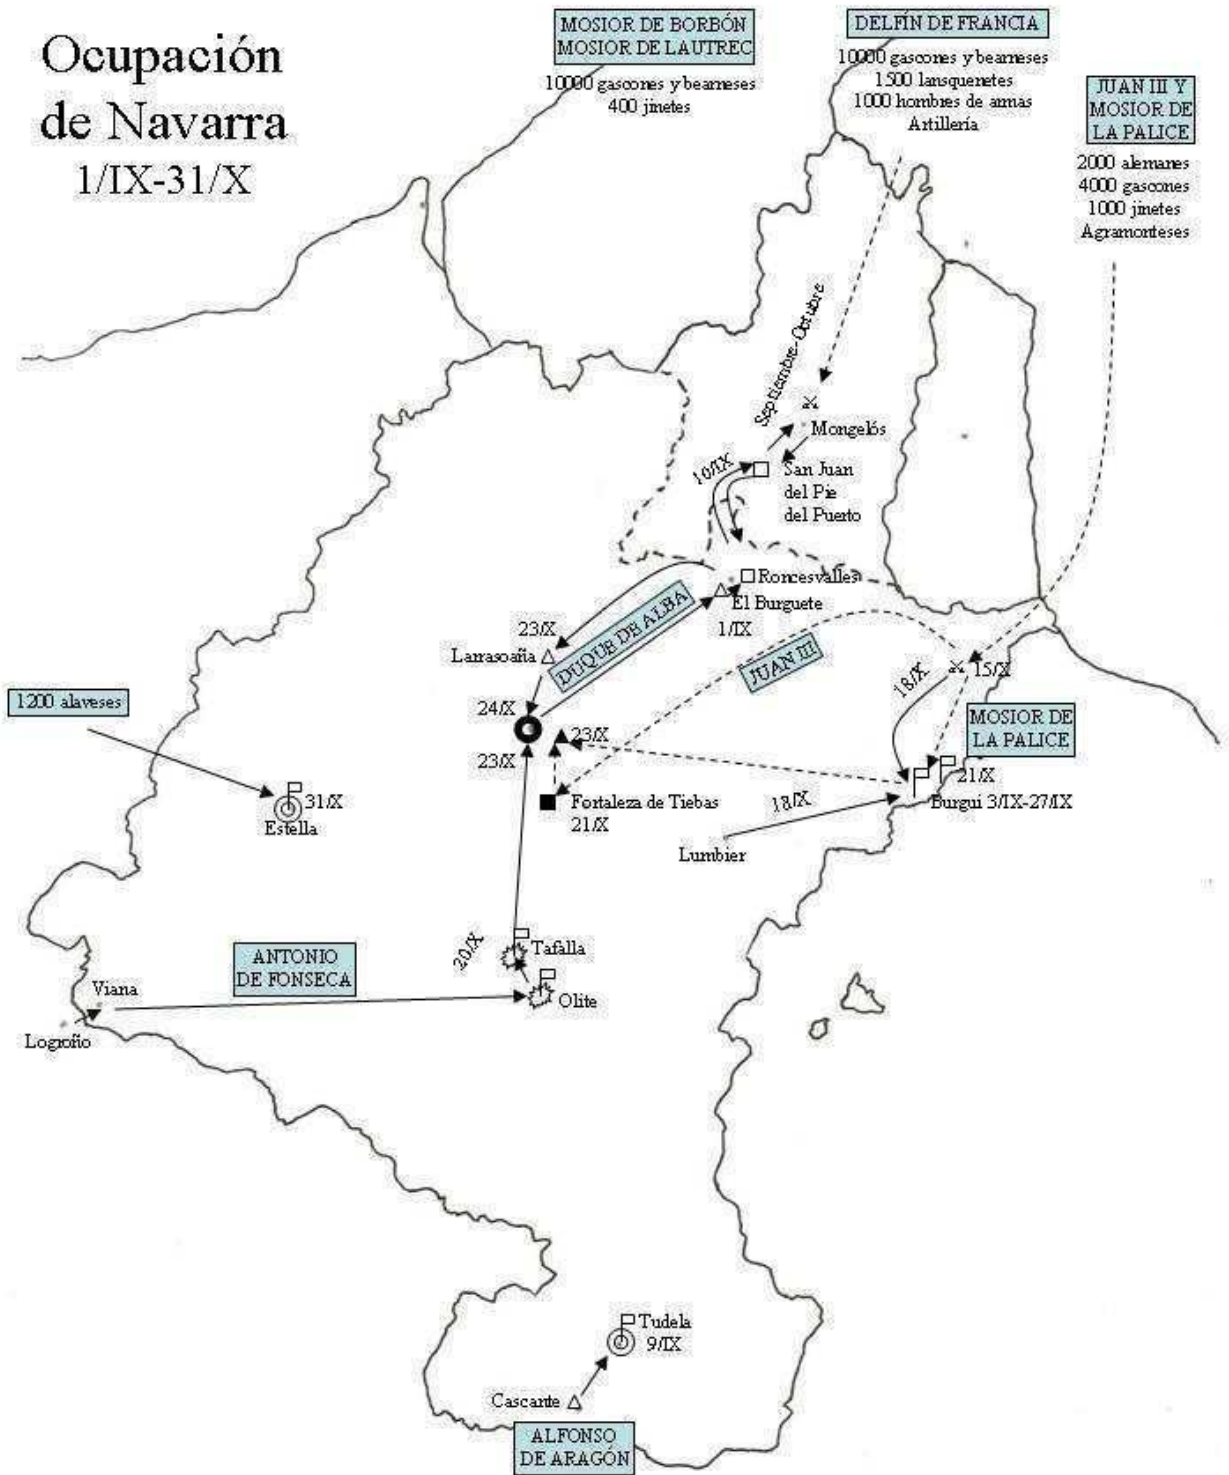 Ocupación
de Navarra
1/IX-31/X
MOSIOR DE BORBÓN
MOSIOR DE LAUTREC
10000 gascones y bearneses
400 jinetes
DELFÍN DE FRANCIA
10000 gascones y bearneses
1500 lansquenetes
1000 hombres de armas
Artillería
JUAN III Y
MOSIOR DE
LA PALICE
2000 alemanes
4000 gascones
1000 jinetes
Agramonteses
Septiembre-Octubre
Mongelós
10/IX
San Juan
del Pie
del Puerto
Roncesvalles
El Burguete
1/IX
DUQUE DE ALBA
23/X
Larrasoaña
JUAN III
18/X
15/X
MOSIOR DE
LA PALICE
1200 alaveses
24/X
23/X
23/X
21/X
31/X
Estella
Fortaleza de Tiebas
21/X
18/X
Burgui 3/IX-27/IX
Lumbier
20/X
Tafalla
ANTONIO
DE FONSECA
Viana
Olite
Logroño
Tudela
9/IX
Cascante
ALFONSO
DE ARAGÓN